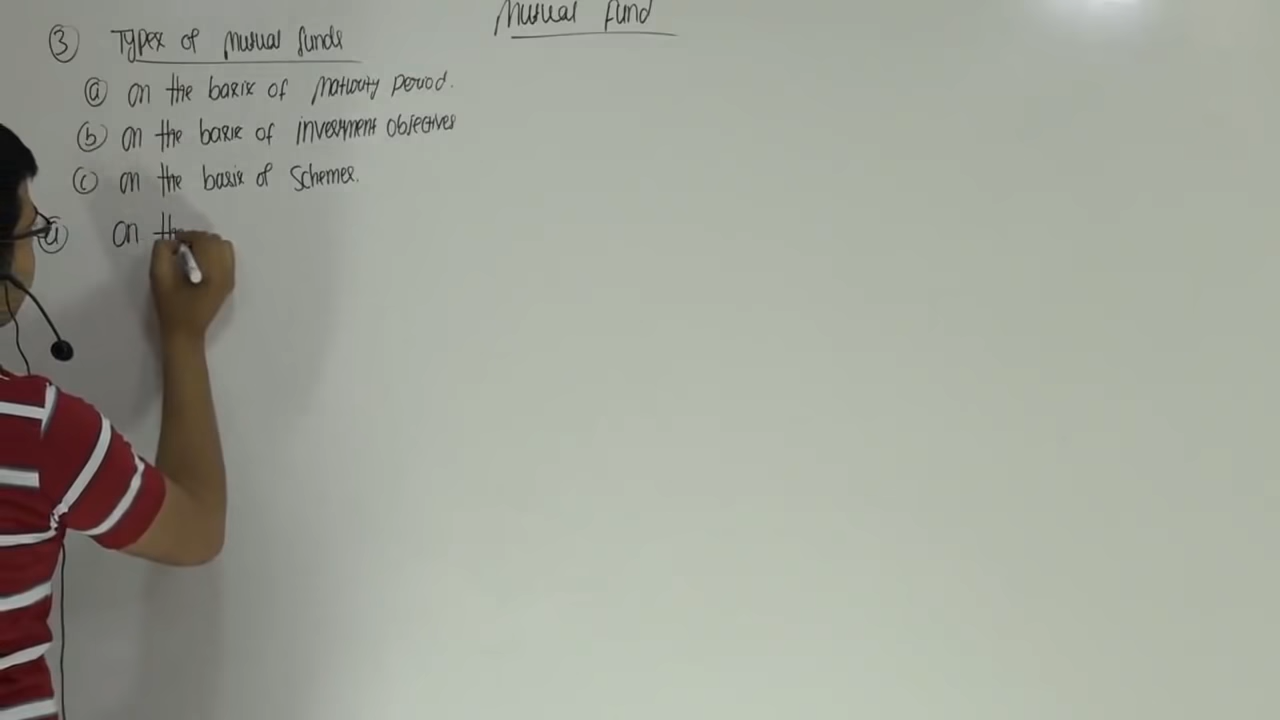 Mutual Fund
③ Types of Mutual funds
ⓐ on the basis of Maturity Period.
ⓑ on the basis of investment objectives
ⓒ on the basis of Schemes.
ⓐ on th